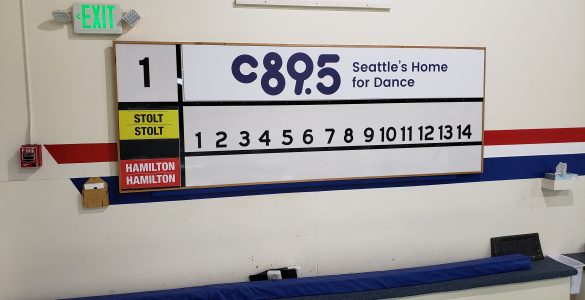 EXIT
1
c89.5 Seattle's Home
for Dance
STOLT
STOLT
1 2 3 4 5 6 7 8 9 10 11 12 13 14
HAMILTON
HAMILTON